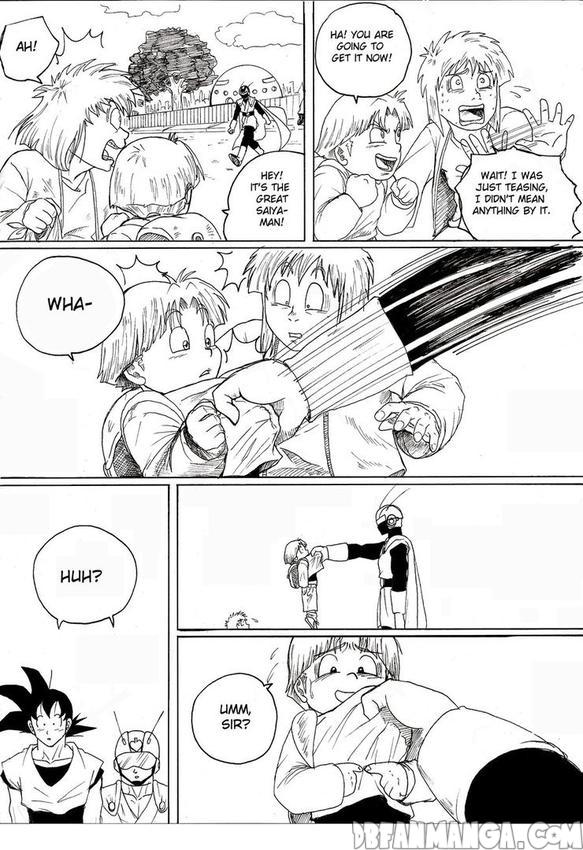 AH!
HEY!
IT'S THE
GREAT
SAIYA-
MAN!
HA! YOU ARE
GOING TO
GET IT NOW!
WAIT! I WAS
JUST TEASING,
I DIDN'T MEAN
ANYTHING BY IT.
WHA-
HUH?
UMM,
SIR?
DBFANMANGA.COM